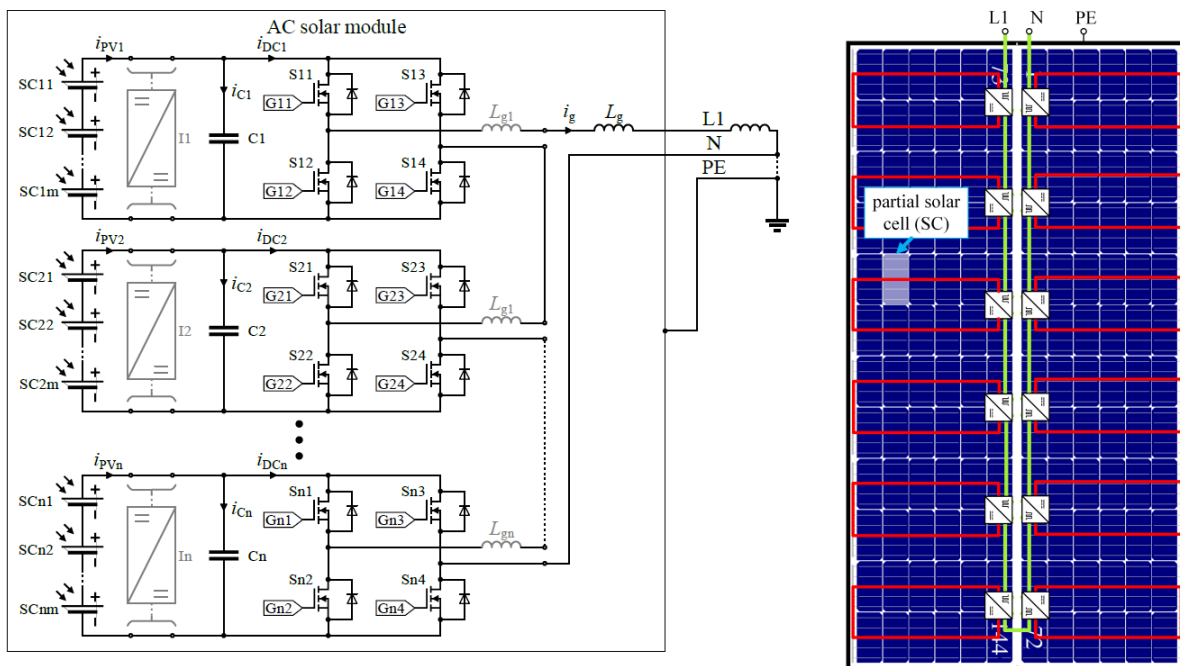 AC solar module
iPV1
iDC1
SC11
SC12
SC1m
I1
iC1
C1
S11
G11
S13
G13
S12
G12
S14
G14
Lg1
ig
Lg
L1
N
PE
iPV2
iDC2
SC21
SC22
SC2m
I2
iC2
C2
S21
G21
S23
G23
S22
G22
S24
G24
Lg1
iPVn
iDCn
SCn1
SCn2
SCnm
In
iCn
Cn
Sn1
Gn1
Sn3
Gn3
Sn2
Gn2
Sn4
Gn4
Lgn
L1
N
PE
partial solar
cell (SC)
144
72